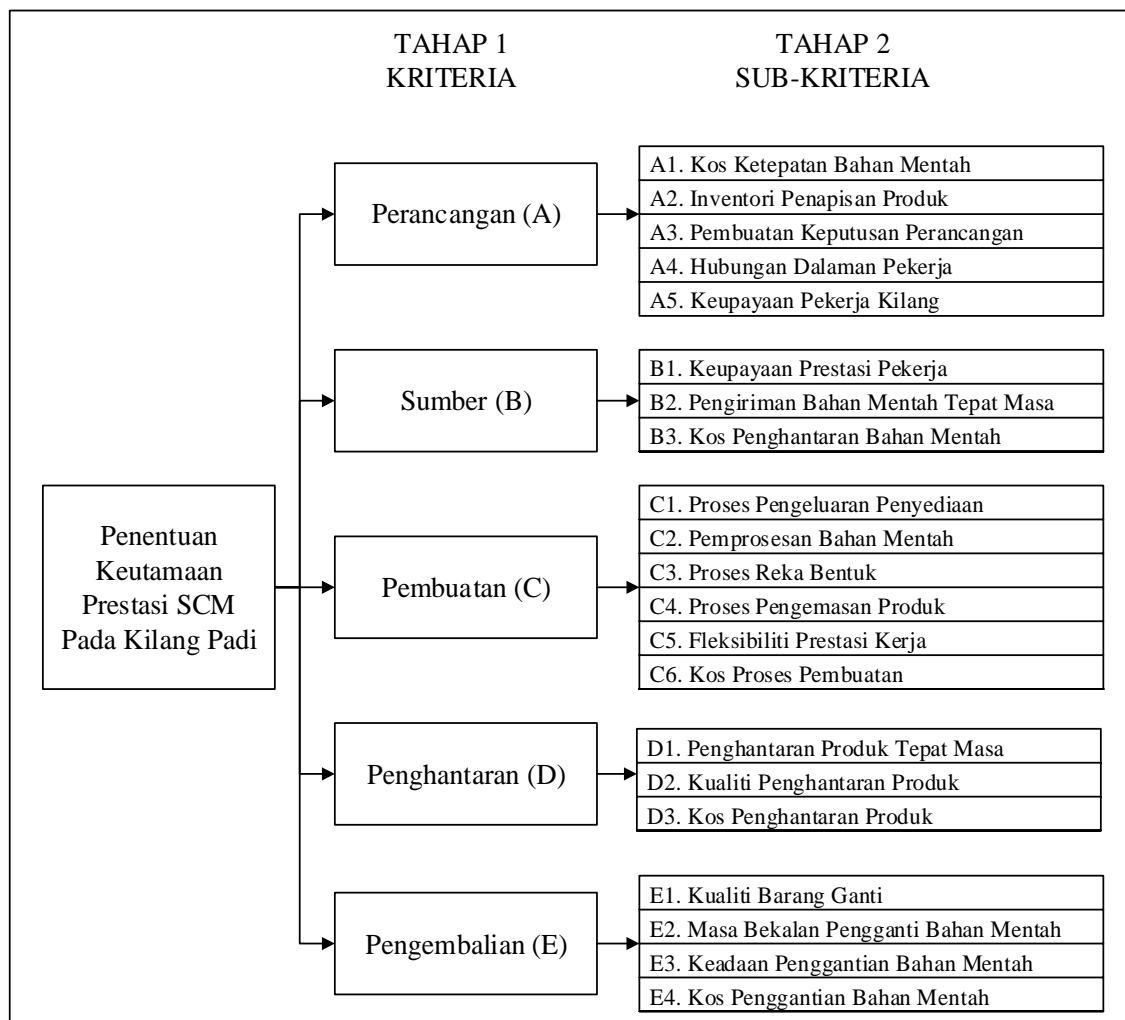 TAHAP 1
KRITERIA
TAHAP 2
SUB-KRITERIA
Penentuan
Keutamaan
Prestasi SCM
Pada Kilang Padi
Perancangan (A)
A1. Kos Ketepatan Bahan Mentah
A2. Inventori Penapisan Produk
A3. Pembuatan Keputusan Perancangan
A4. Hubungan Dalaman Pekerja
A5. Keupayaan Pekerja Kilang
Sumber (B)
B1. Keupayaan Prestasi Pekerja
B2. Pengiriman Bahan Mentah Tepat Masa
B3. Kos Penghantaran Bahan Mentah
Pembuatan (C)
C1. Proses Pengeluaran Penyediaan
C2. Pemprosesan Bahan Mentah
C3. Proses Reka Bentuk
C4. Proses Pengemasan Produk
C5. Fleksibiliti Prestasi Kerja
C6. Kos Proses Pembuatan
Penghantaran (D)
D1. Penghantaran Produk Tepat Masa
D2. Kualiti Penghantaran Produk
D3. Kos Penghantaran Produk
Pengembalian (E)
E1. Kualiti Barang Ganti
E2. Masa Bekalan Pengganti Bahan Mentah
E3. Keadaan Penggantian Bahan Mentah
E4. Kos Penggantian Bahan Mentah